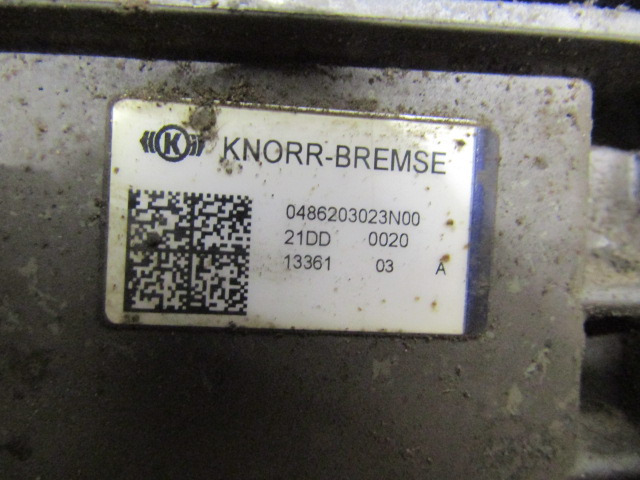 K KNORR-BREMSE
0486203023N00
21DD 0020
13361 03 A